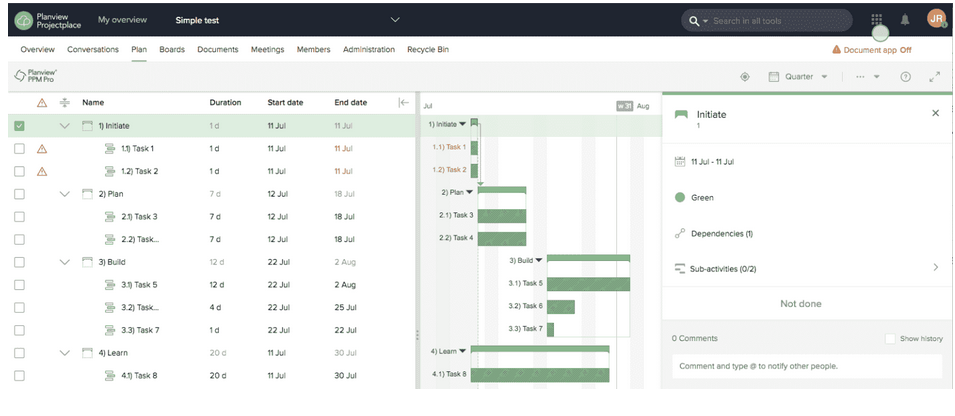 Planview Projectplace My overview Simple test Search in all tools JR
Overview Conversations Plan Boards Documents Meetings Members Administration Recycle Bin Document app Off
Planview PPM Pro Quarter ... ?
Name Duration Start date End date
1) Initiate 1 d 11 Jul 11 Jul
1.1) Task 1 1 d 11 Jul 11 Jul
1.2) Task 2 1 d 11 Jul 11 Jul
2) Plan 7 d 12 Jul 18 Jul
2.1) Task 3 7 d 12 Jul 18 Jul
2.2) Task... 7 d 12 Jul 18 Jul
3) Build 12 d 22 Jul 2 Aug
3.1) Task 5 12 d 22 Jul 2 Aug
3.2) Task... 4 d 22 Jul 25 Jul
3.3) Task 7 1 d 22 Jul 22 Jul
4) Learn 20 d 11 Jul 30 Jul
4.1) Task 8 20 d 11 Jul 30 Jul
Jul w 31 Aug
1) Initiate
1.1) Task 1
1.2) Task 2
2) Plan
2.1) Task 3
2.2) Task 4
3) Build
3.1) Task 5
3.2) Task 6
3.3) Task 7
4) Learn
4.1) Task 8
Initiate
1
11 Jul - 11 Jul
Green
Dependencies (1)
Sub-activities (0/2)
Not done
0 Comments Show history
Comment and type @ to notify other people.